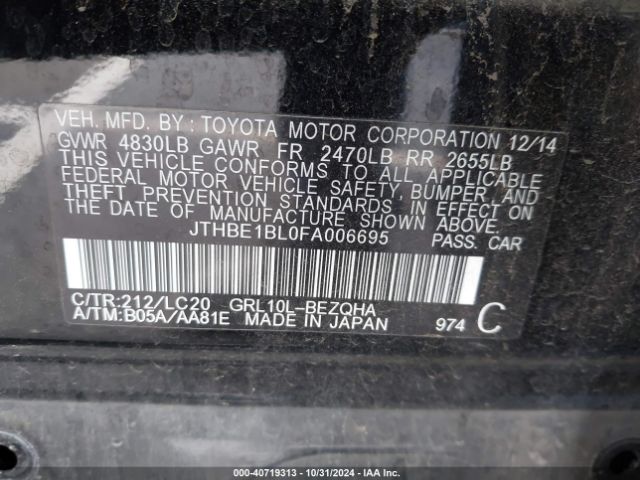 VEH. MFD. BY : TOYOTA MOTOR CORPORATION 12/14
GVWR 4830LB GAWR FR 2470LB RR 2655LB
THIS VEHICLE CONFORMS TO ALL APPLICABLE
FEDERAL MOTOR VEHICLE SAFETY, BUMPER, AND
THEFT PREVENTION STANDARDS IN EFFECT ON
THE DATE OF MANUFACTURE SHOWN ABOVE.
JTHBE1BL0FA006695 PASS. CAR
C/TR:212/LC20 GRL10L-BEZQHA
A/TM:B05A/AA81E MADE IN JAPAN 974 C
000-40719313 - 10/31/2024 - IAA Inc.